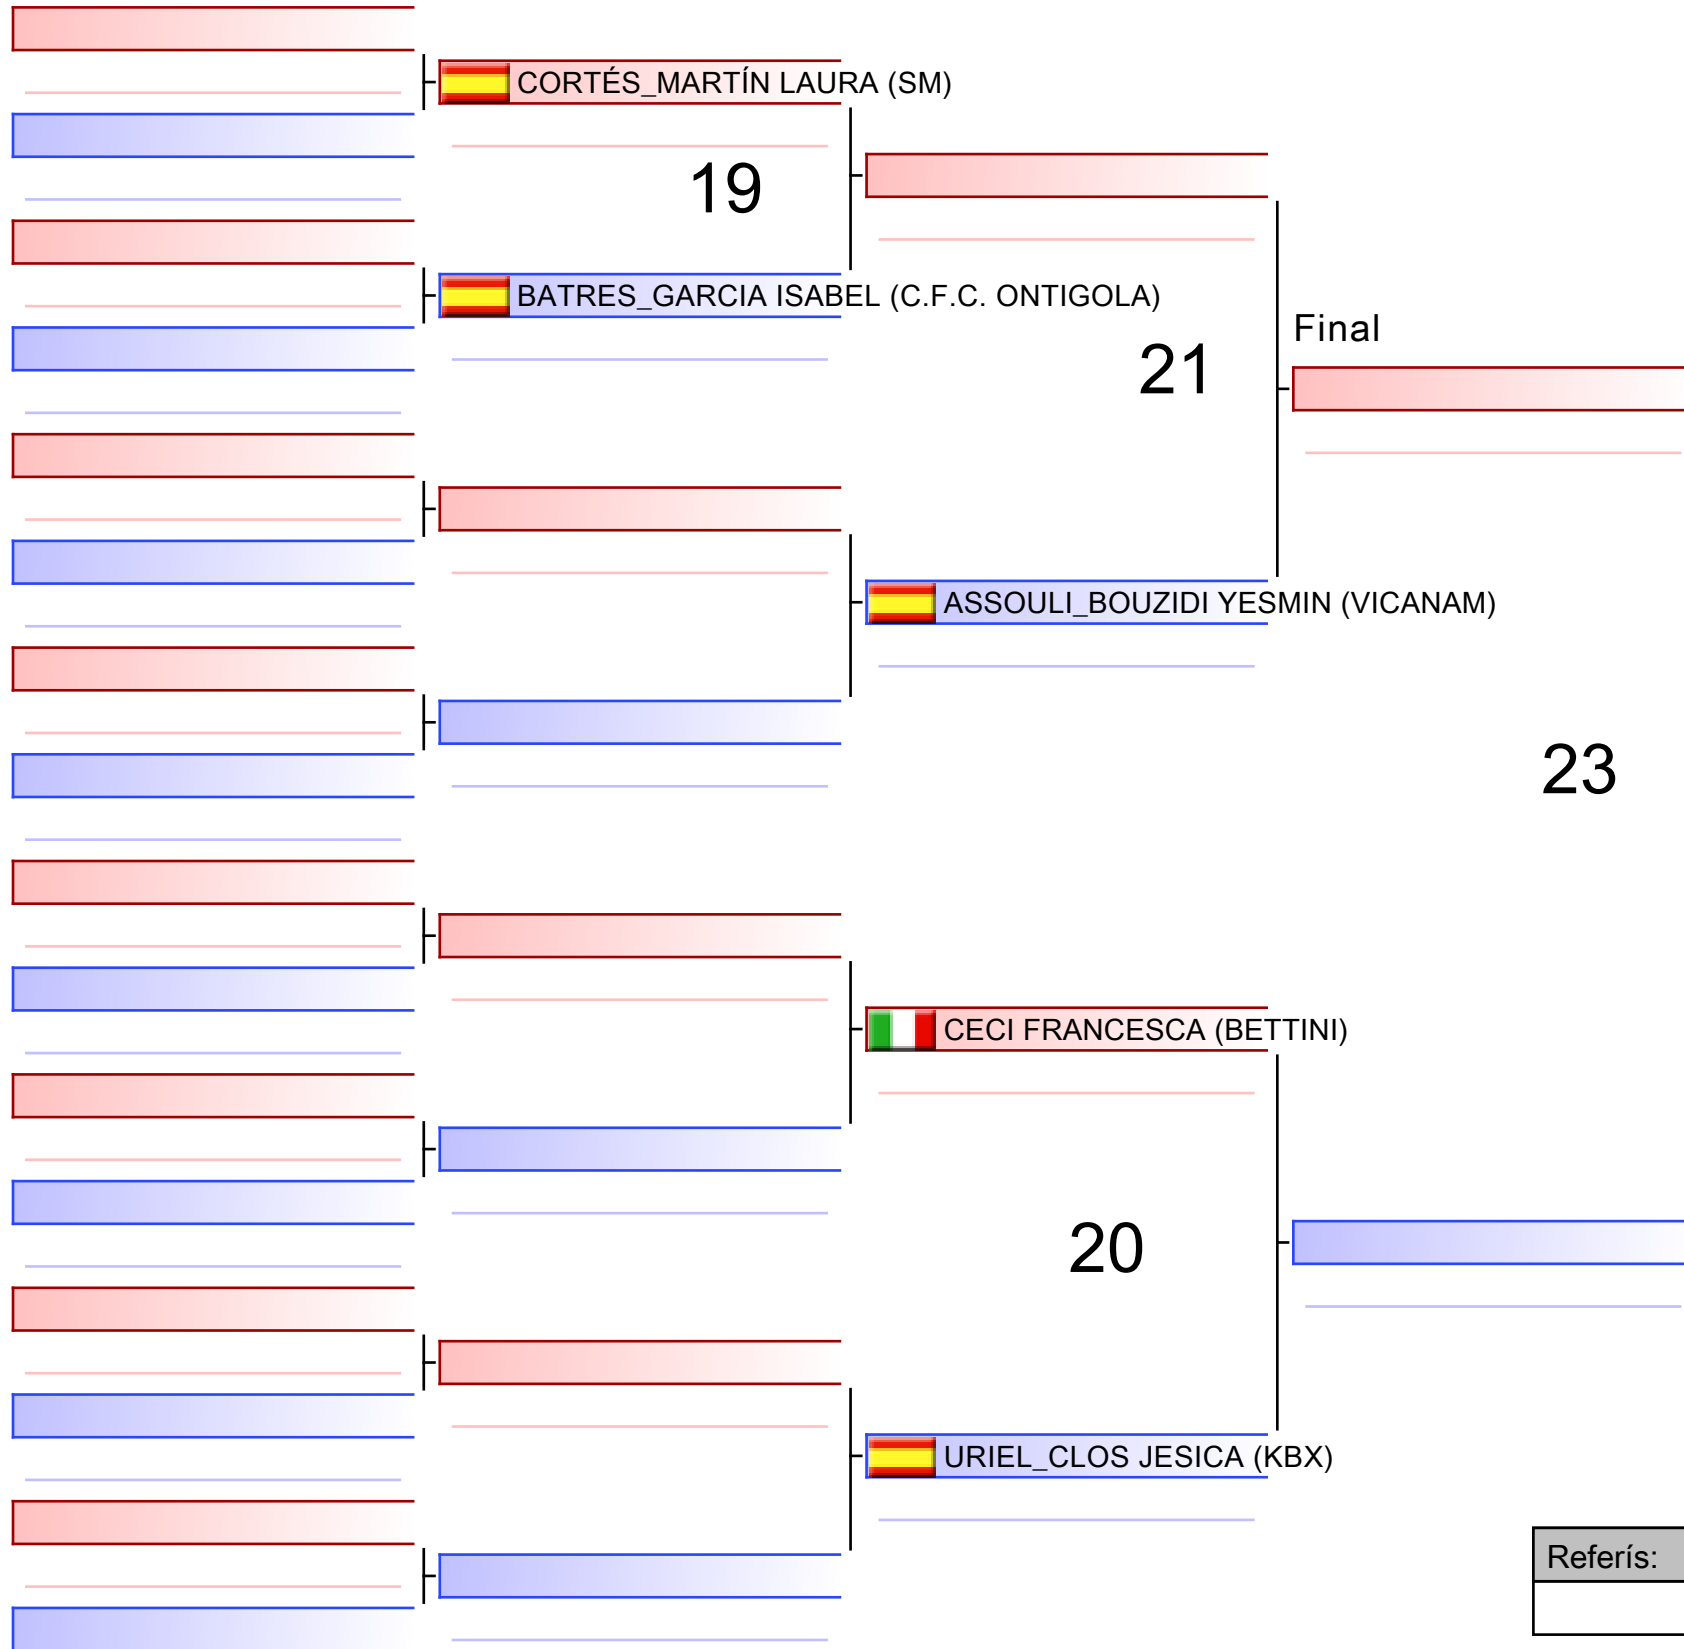 CORTÉS_MARTÍN LAURA (SM)
19
BATRES_GARCIA ISABEL (C.F.C. ONTIGOLA)
Final
21
ASSOULI_BOUZIDI YESMIN (VICANAM)
23
CECI FRANCESCA (BETTINI)
20
URIEL_CLOS JESICA (KBX)
Referís: